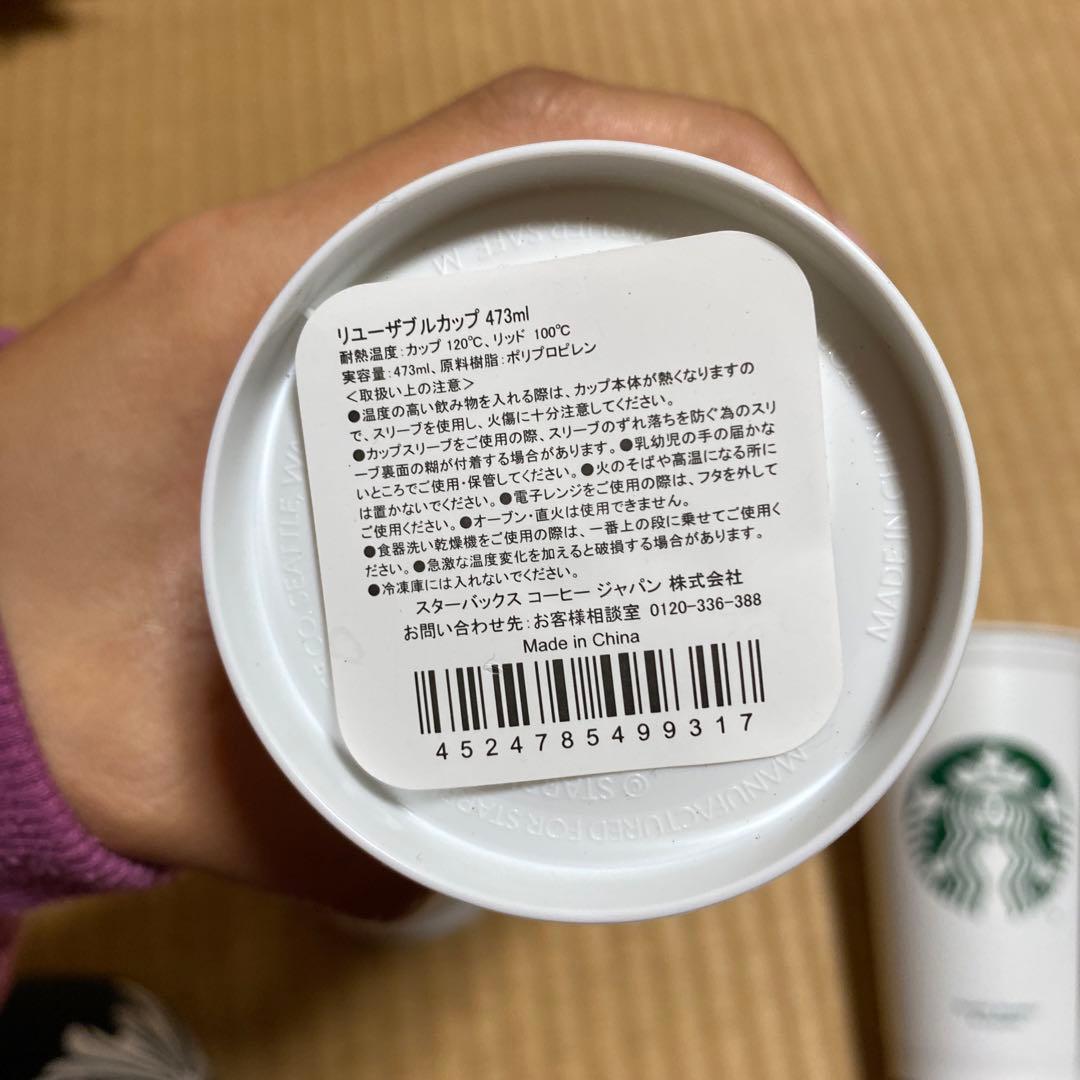 リユーザブルカップ 473ml
耐熱温度:カップ 120℃、リッド 100℃
実容量:473ml、原料樹脂:ポリプロピレン
<取扱い上の注意>
●温度の高い飲み物を入れる際は、カップ本体が熱くなりますの
で、スリーブを使用し、火傷に十分注意してください。
●カップスリーブをご使用の際、スリーブのずれ落ちを防ぐ為のスリ
ーブ裏面の糊が付着する場合があります。●乳幼児の手の届かな
いところでご使用・保管してください。●火のそばや高温になる所に
は置かないでください。●電子レンジをご使用の際は、フタを外して
ご使用ください。●オーブン・直火は使用できません。
●食器洗い乾燥機をご使用の際は、一番上の段に乗せてご使用く
ださい。●急激な温度変化を加えると破損する場合があります。
●冷凍庫には入れないでください。
スターバックス コーヒー ジャパン 株式会社
お問い合わせ先:お客様相談室 0120-336-388
Made in China
4524785499317
MADE IN CHINA
MANUFACTURED FOR STAR
© STARB
CO., SEATTLE, WA